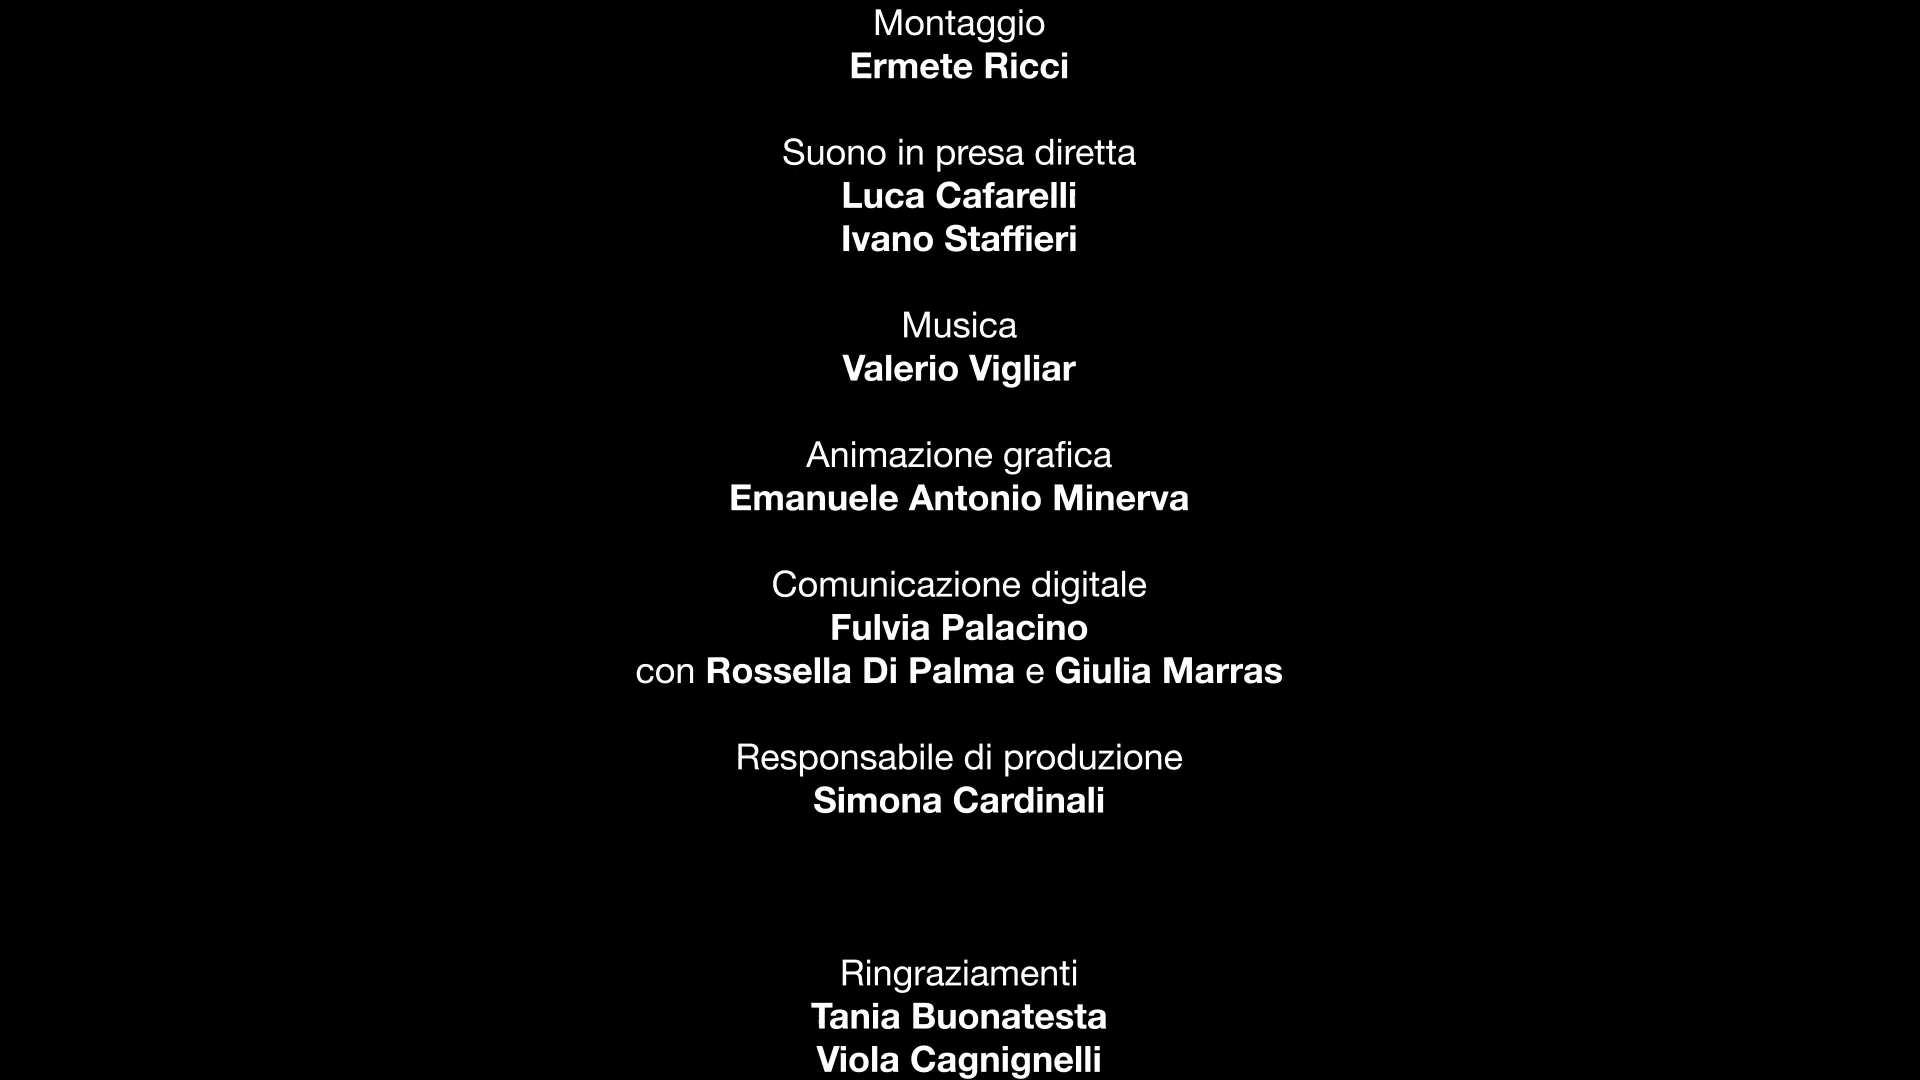 Montaggio
Ermete Ricci
Suono in presa diretta
Luca Cafarelli
Ivano Staffieri
Musica
Valerio Vigliar
Animazione grafica
Emanuele Antonio Minerva
Comunicazione digitale
Fulvia Palacino
con Rossella Di Palma e Giulia Marras
Responsabile di produzione
Simona Cardinali
Ringraziamenti
Tania Buonatesta
Viola Cagnignelli